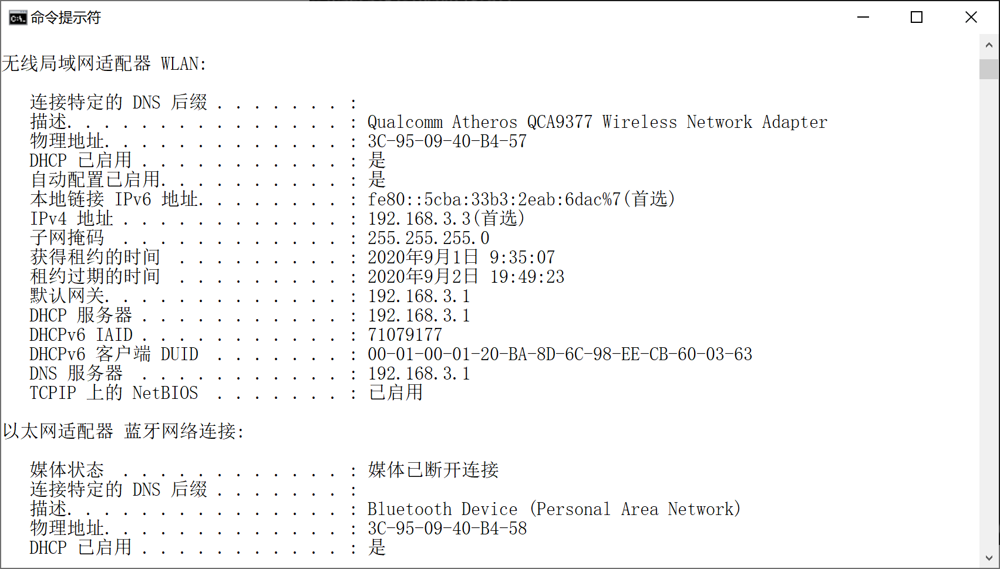 命令提示符
无线局域网适配器 WLAN:
连接特定的 DNS 后缀 . . . . . . . :
描述. . . . . . . . . . . . . . . : Qualcomm Atheros QCA9377 Wireless Network Adapter
物理地址. . . . . . . . . . . . . : 3C-95-09-40-B4-57
DHCP 已启用 . . . . . . . . . . . : 是
自动配置已启用. . . . . . . . . . : 是
本地链接 IPv6 地址. . . . . . . . : fe80::5cba:33b3:2eab:6dac%7(首选)
IPv4 地址 . . . . . . . . . . . . : 192.168.3.3(首选)
子网掩码  . . . . . . . . . . . . : 255.255.255.0
获得租约的时间  . . . . . . . . . : 2020年9月1日 9:35:07
租约过期的时间  . . . . . . . . . : 2020年9月2日 19:49:23
默认网关. . . . . . . . . . . . . : 192.168.3.1
DHCP 服务器 . . . . . . . . . . . : 192.168.3.1
DHCPv6 IAID . . . . . . . . . . . : 71079177
DHCPv6 客户端 DUID  . . . . . . . : 00-01-00-01-20-BA-8D-6C-98-EE-CB-60-03-63
DNS 服务器  . . . . . . . . . . . : 192.168.3.1
TCPIP 上的 NetBIOS  . . . . . . . : 已启用
以太网适配器 蓝牙网络连接:
媒体状态  . . . . . . . . . . . . : 媒体已断开连接
连接特定的 DNS 后缀 . . . . . . . :
描述. . . . . . . . . . . . . . . : Bluetooth Device (Personal Area Network)
物理地址. . . . . . . . . . . . . : 3C-95-09-40-B4-58
DHCP 已启用 . . . . . . . . . . . : 是